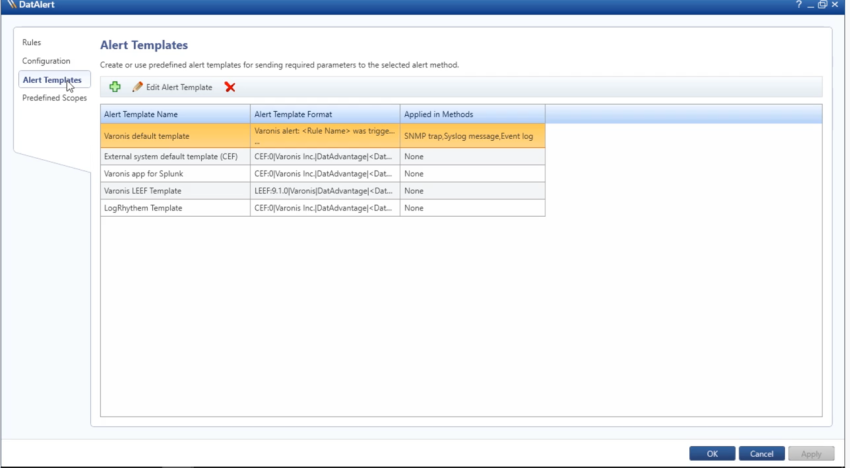 DatAlert
Rules
Configuration
Alert Templates
Predefined Scopes
Alert Templates
Create or use predefined alert templates for sending required parameters to the selected alert method.
Edit Alert Template
Alert Template Name Alert Template Format Applied in Methods
Varonis default template Varonis alert: <Rule Name> was trigge... ... SNMP trap,Syslog message,Event log
External system default template (CEF) CEF:0|Varonis Inc.|DatAdvantage|<Dat... None
Varonis app for Splunk CEF:0|Varonis Inc.|DatAdvantage|<Dat... None
Varonis LEEF Template LEEF:9.1.0|Varonis|DatAdvantage|<Dat... None
LogRhythem Template CEF:0|Varonis Inc.|DatAdvantage|<Dat... None
OK Cancel Apply